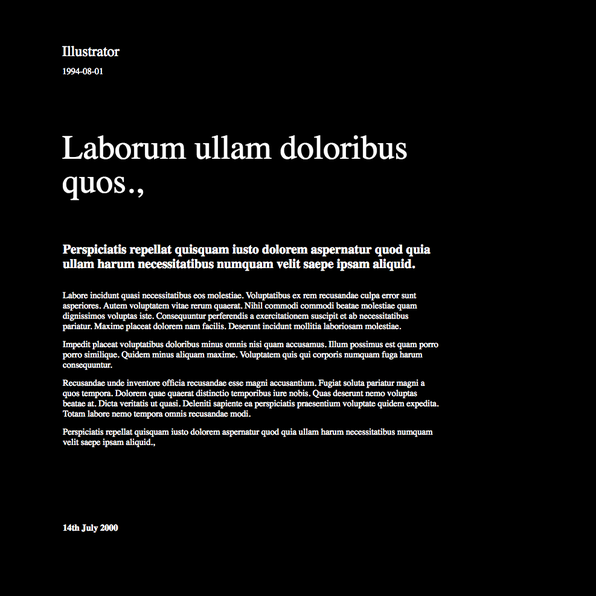 Illustrator
1994-08-01
Laborum ullam doloribus
quos.,
Perspiciatis repellat quisquam iusto dolorem aspernatur quod quia
ullam harum necessitatibus numquam velit saepe ipsam aliquid.
Labore incidunt quasi necessitatibus eos molestiae. Voluptatibus ex rem recusandae culpa error sunt
asperiores. Autem voluptatem vitae rerum quaerat. Nihil commodi commodi beatae molestiae quam
dignissimos voluptas iste. Consequuntur perferendis a exercitationem suscipit et ab necessitatibus
pariatur. Maxime placeat dolorem nam facilis. Deserunt incidunt mollitia laboriosam molestiae.
Impedit placeat voluptatibus doloribus minus omnis nisi quam accusamus. Illum possimus est quam porro
porro similique. Quidem minus aliquam maxime. Voluptatem quis qui corporis numquam fuga harum
consequuntur.
Recusandae unde inventore officia recusandae esse magni accusantium. Fugiat soluta pariatur magni a
quos tempora. Dolorem quae quaerat distinctio temporibus iure nobis. Quas deserunt nemo voluptas
beatae at. Dicta veritatis ut quasi. Deleniti sapiente ea perspiciatis praesentium voluptate quidem expedita.
Totam labore nemo tempora omnis recusandae modi.
Perspiciatis repellat quisquam iusto dolorem aspernatur quod quia ullam harum necessitatibus numquam
velit saepe ipsam aliquid.,
14th July 2000